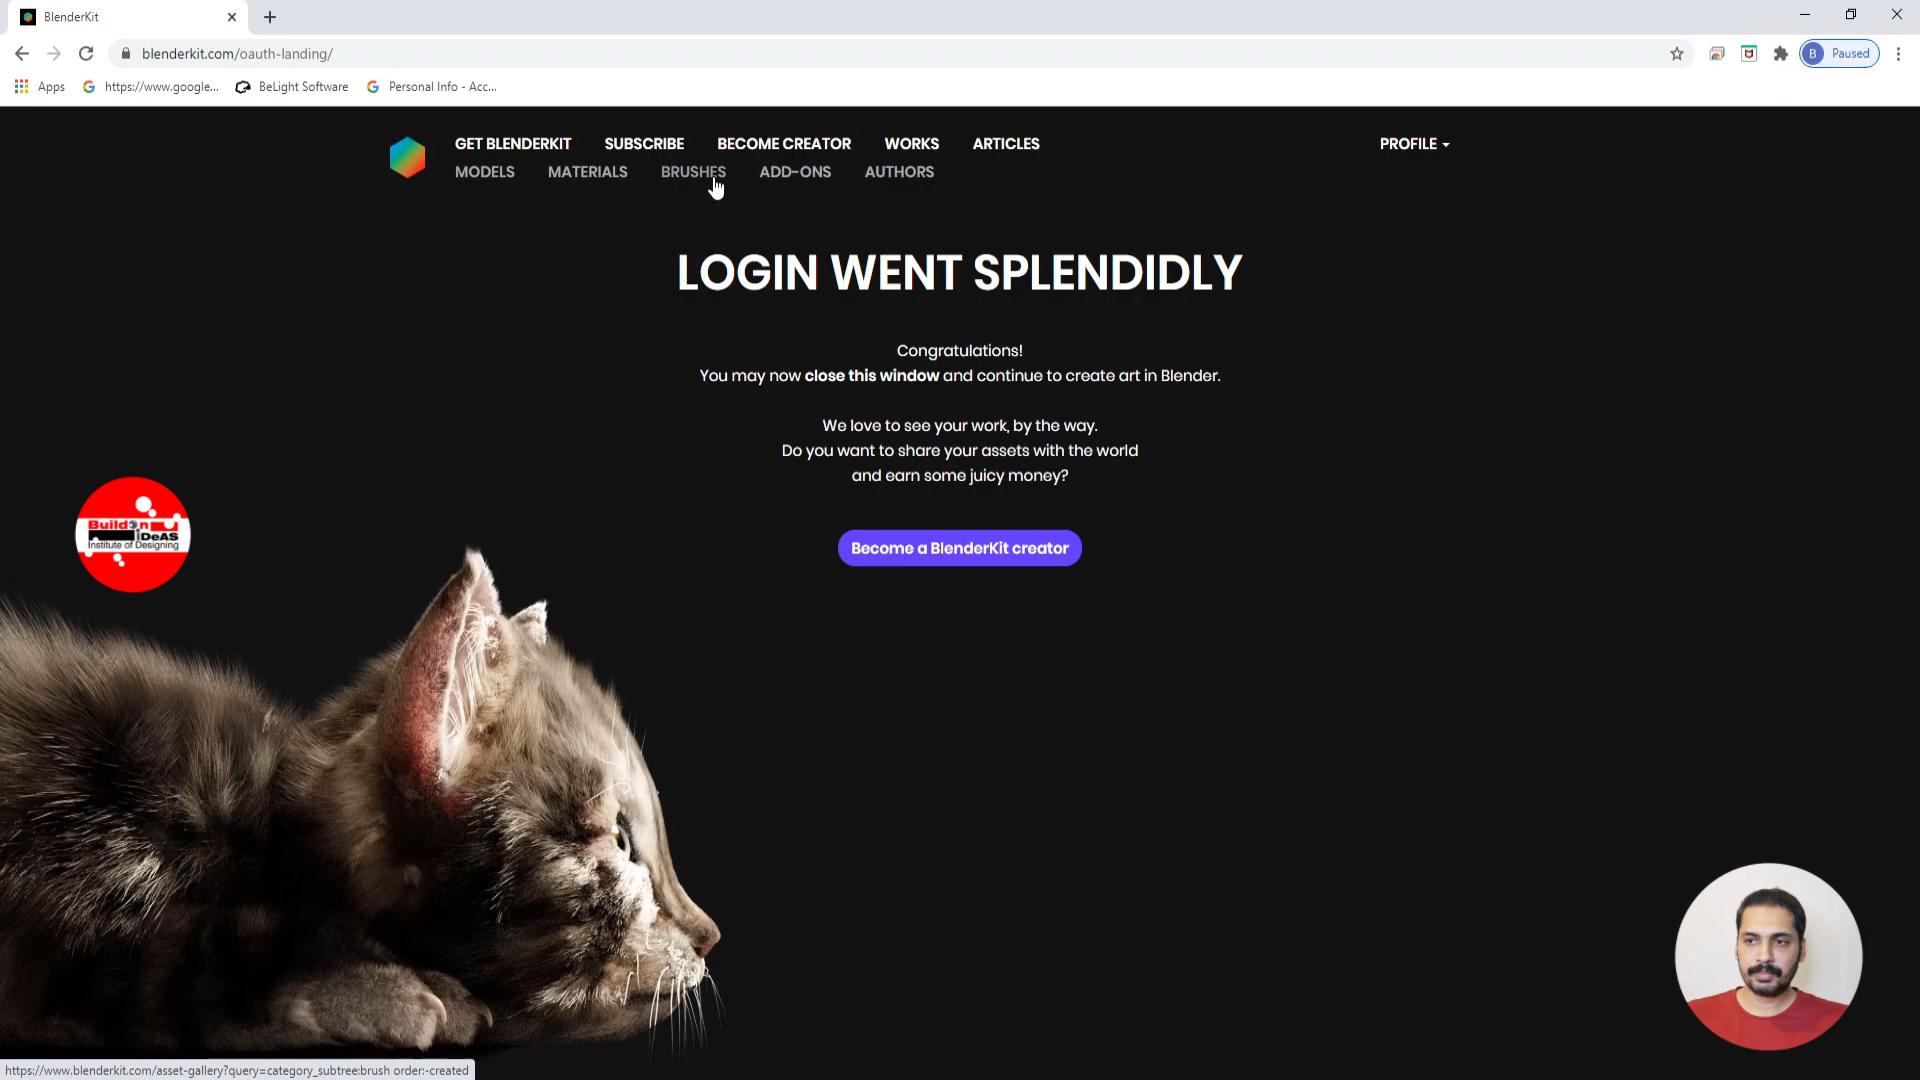 BlenderKit
blenderkit.com/oauth-landing/
B Paused
Apps
https://www.google...
BeLight Software
Personal Info - Acc...
GET BLENDERKIT SUBSCRIBE BECOME CREATOR WORKS ARTICLES PROFILE
MODELS MATERIALS BRUSHES ADD-ONS AUTHORS
LOGIN WENT SPLENDIDLY
Congratulations!
You may now close this window and continue to create art in Blender.
We love to see your work, by the way.
Do you want to share your assets with the world
and earn some juicy money?
Become a BlenderKit creator
BuildOn
iDeAS
Institute of Designing
https://www.blenderkit.com/asset-gallery?query=category_subtree:brush order:-created